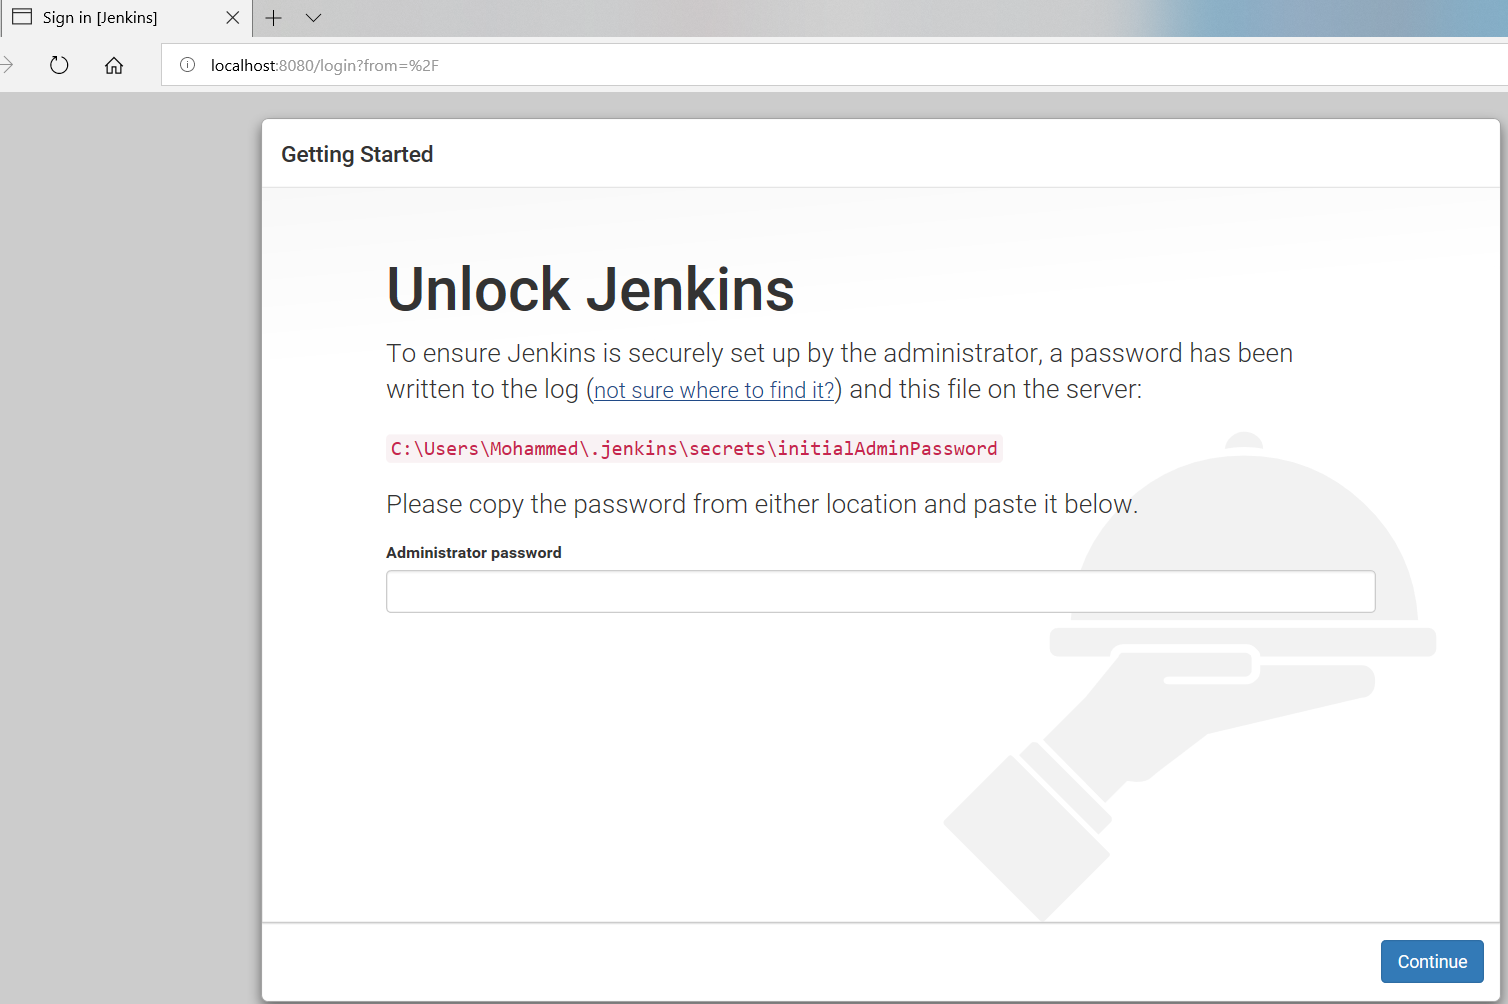 Sign in [Jenkins]
localhost:8080/login?from=%2F
Getting Started
Unlock Jenkins
To ensure Jenkins is securely set up by the administrator, a password has been
written to the log (not sure where to find it?) and this file on the server:
C:\Users\Mohammed\.jenkins\secrets\initialAdminPassword
Please copy the password from either location and paste it below.
Administrator password
Continue